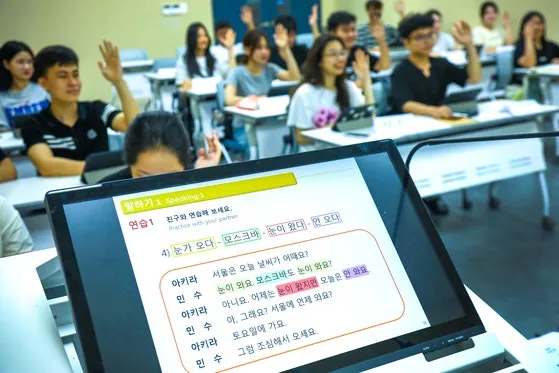 말하기 1 Speaking 1
연습1 친구와 연습해 보세요.
Practice with your partner.
4) 눈가 오다 - 모스크바 - 눈이 왔다 - 안 오다
아키라 서울은 오늘 날씨가 어때요?
민 수 눈이 와요. 모스크바도 눈이 와요?
아키라 아니요. 어제는 눈이 왔지만 오늘은 안 와요.
민 수 아, 그래요? 서울에 언제 와요?
아키라 토요일에 가요.
민 수 그럼 조심해서 오세요.